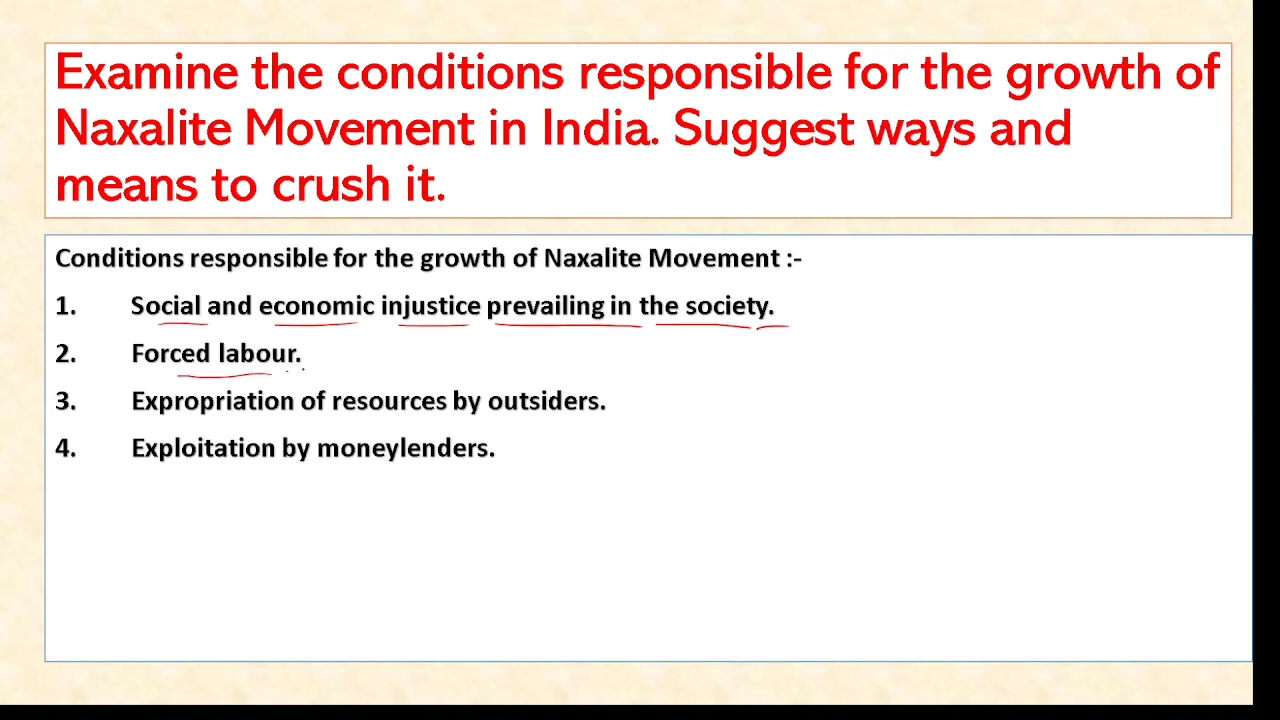 Examine the conditions responsible for the growth of
Naxalite Movement in India. Suggest ways and
means to crush it.
Conditions responsible for the growth of Naxalite Movement :-
1. Social and economic injustice prevailing in the society.
2. Forced labour.
3. Expropriation of resources by outsiders.
4. Exploitation by moneylenders.